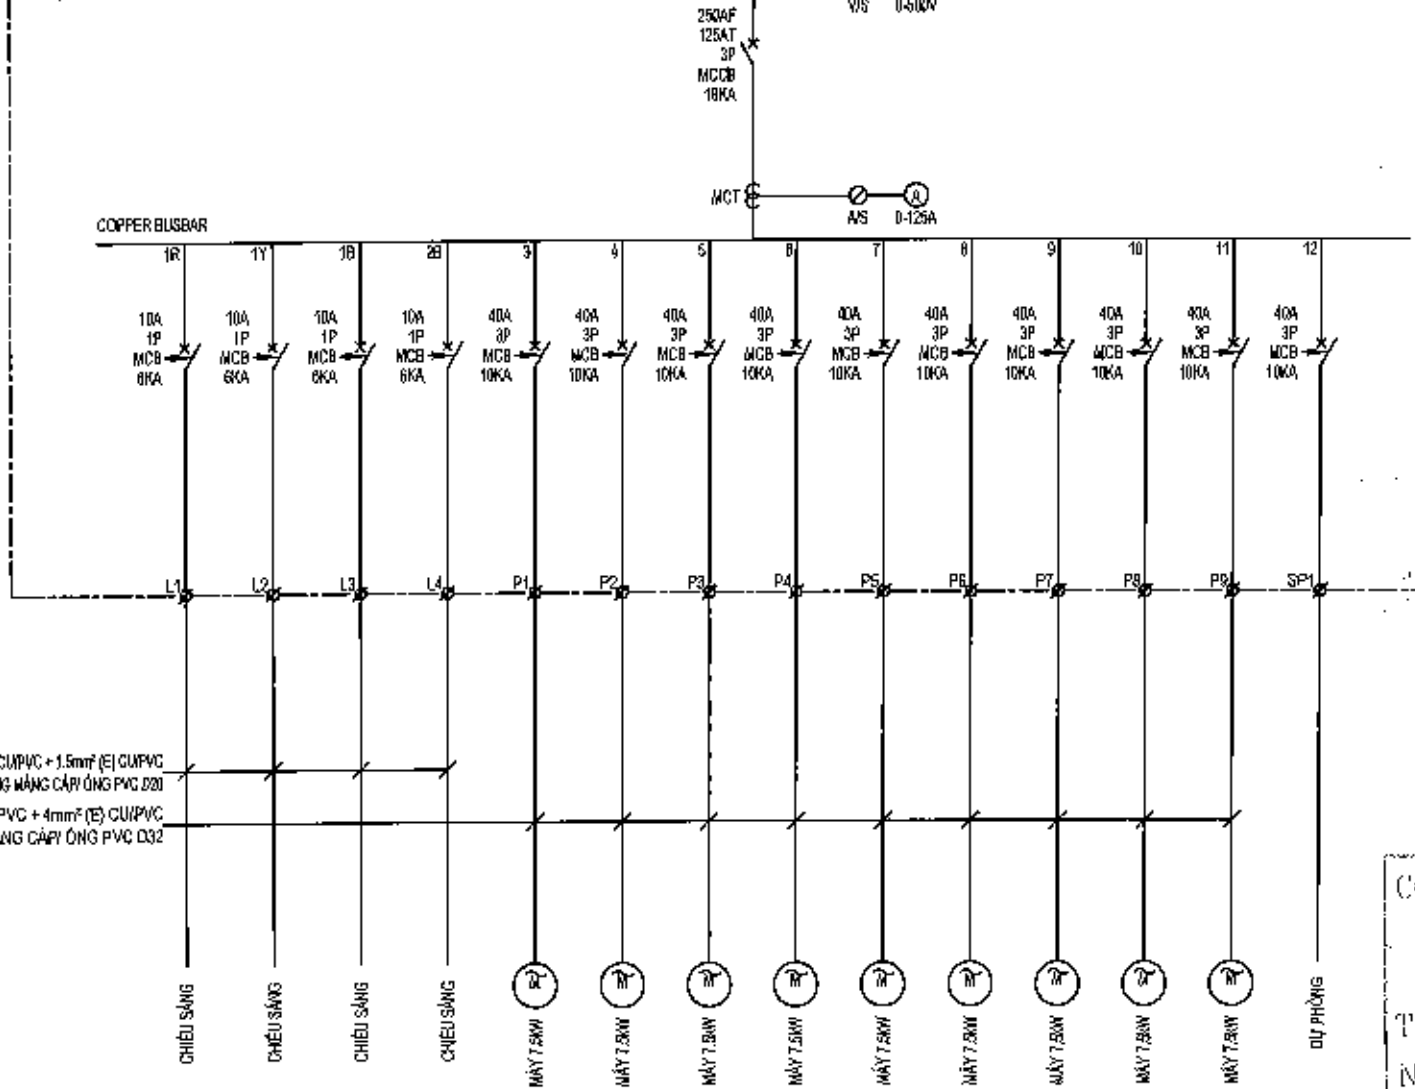 250AF
V/S 0-500V
125AT
3P
MCCB
18KA
MCT
A
A/S 0-125A
COPPER BUSBAR
1R 1Y 1B 2B 3 4 5 6 7 8 9 10 11 12
10A 10A 10A 10A 40A 40A 40A 40A 40A 40A 40A 40A 40A 40A
1P 1P 1P 1P 3P 3P 3P 3P 3P 3P 3P 3P 3P 3P
MCB MCB MCB MCB MCB MCB MCB MCB MCB MCB MCB MCB MCB MCB
6KA 6KA 6KA 6KA 10KA 10KA 10KA 10KA 10KA 10KA 10KA 10KA 10KA 10KA
L1 L2 L3 L4 P1 P2 P3 P4 P5 P6 P7 P8 P9 SP1
CU/PVC + 1.5mm² (E) CU/PVC
NG MÁNG CÁP/ ỐNG PVC D20
PVC + 4mm² (E) CU/PVC
ÁNG CÁP/ ỐNG PVC D32
CHIẾU SÁNG
CHIẾU SÁNG
CHIẾU SÁNG
CHIẾU SÁNG
MÁY 7,5KW
MÁY 7,5KW
MÁY 7,5KW
MÁY 7,5KW
MÁY 7,5KW
MÁY 7,5KW
MÁY 7,5KW
MÁY 7,5KW
MÁY 7,5KW
DỰ PHÒNG
C
T
N